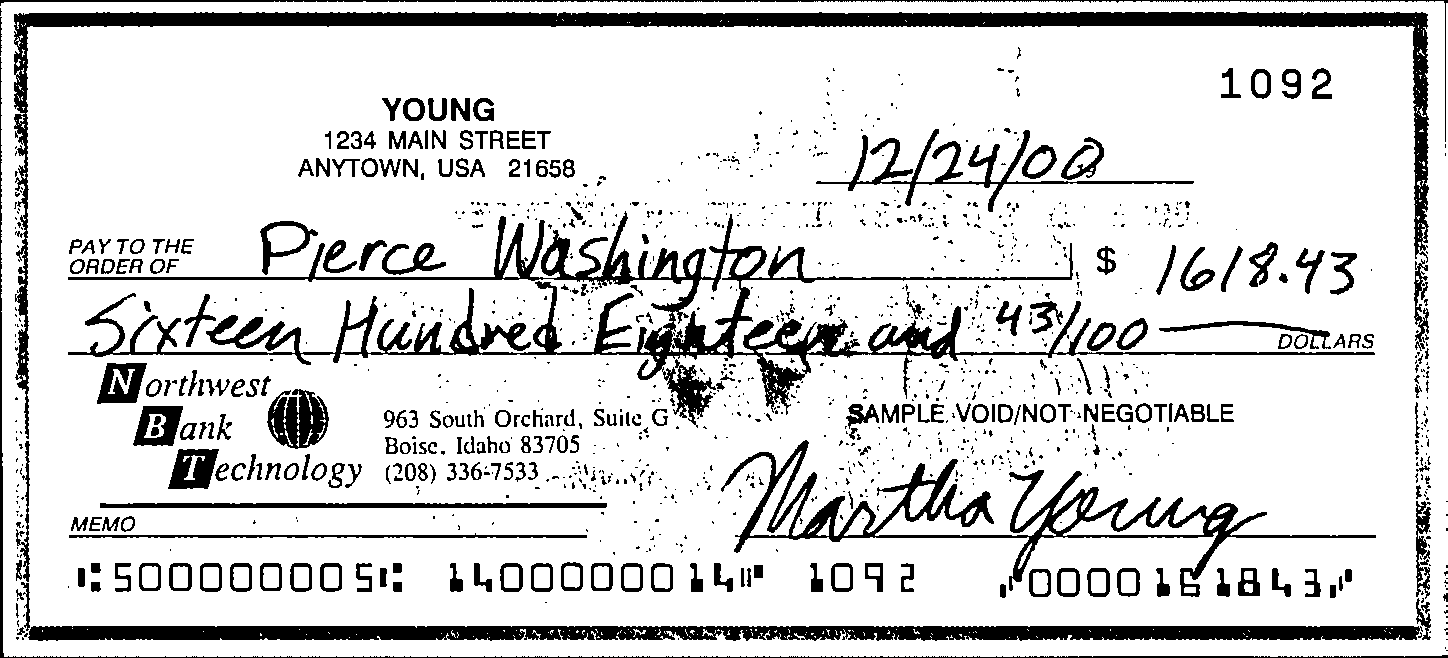 1092
YOUNG
1234 MAIN STREET
ANYTOWN, USA 21658
12/24/00
PAY TO THE
ORDER OF Pierce Washington $ 1618.43
Sixteen Hundred Eighteen and 43/100 DOLLARS
Northwest
Bank
Technology
963 South Orchard, Suite G
Boise, Idaho 83705
(208) 336-7533
SAMPLE VOID/NOT NEGOTIABLE
Martha Young
MEMO
⑆500000005⑆ 1400000014⑈ 1092 ⑇0000161843⑇